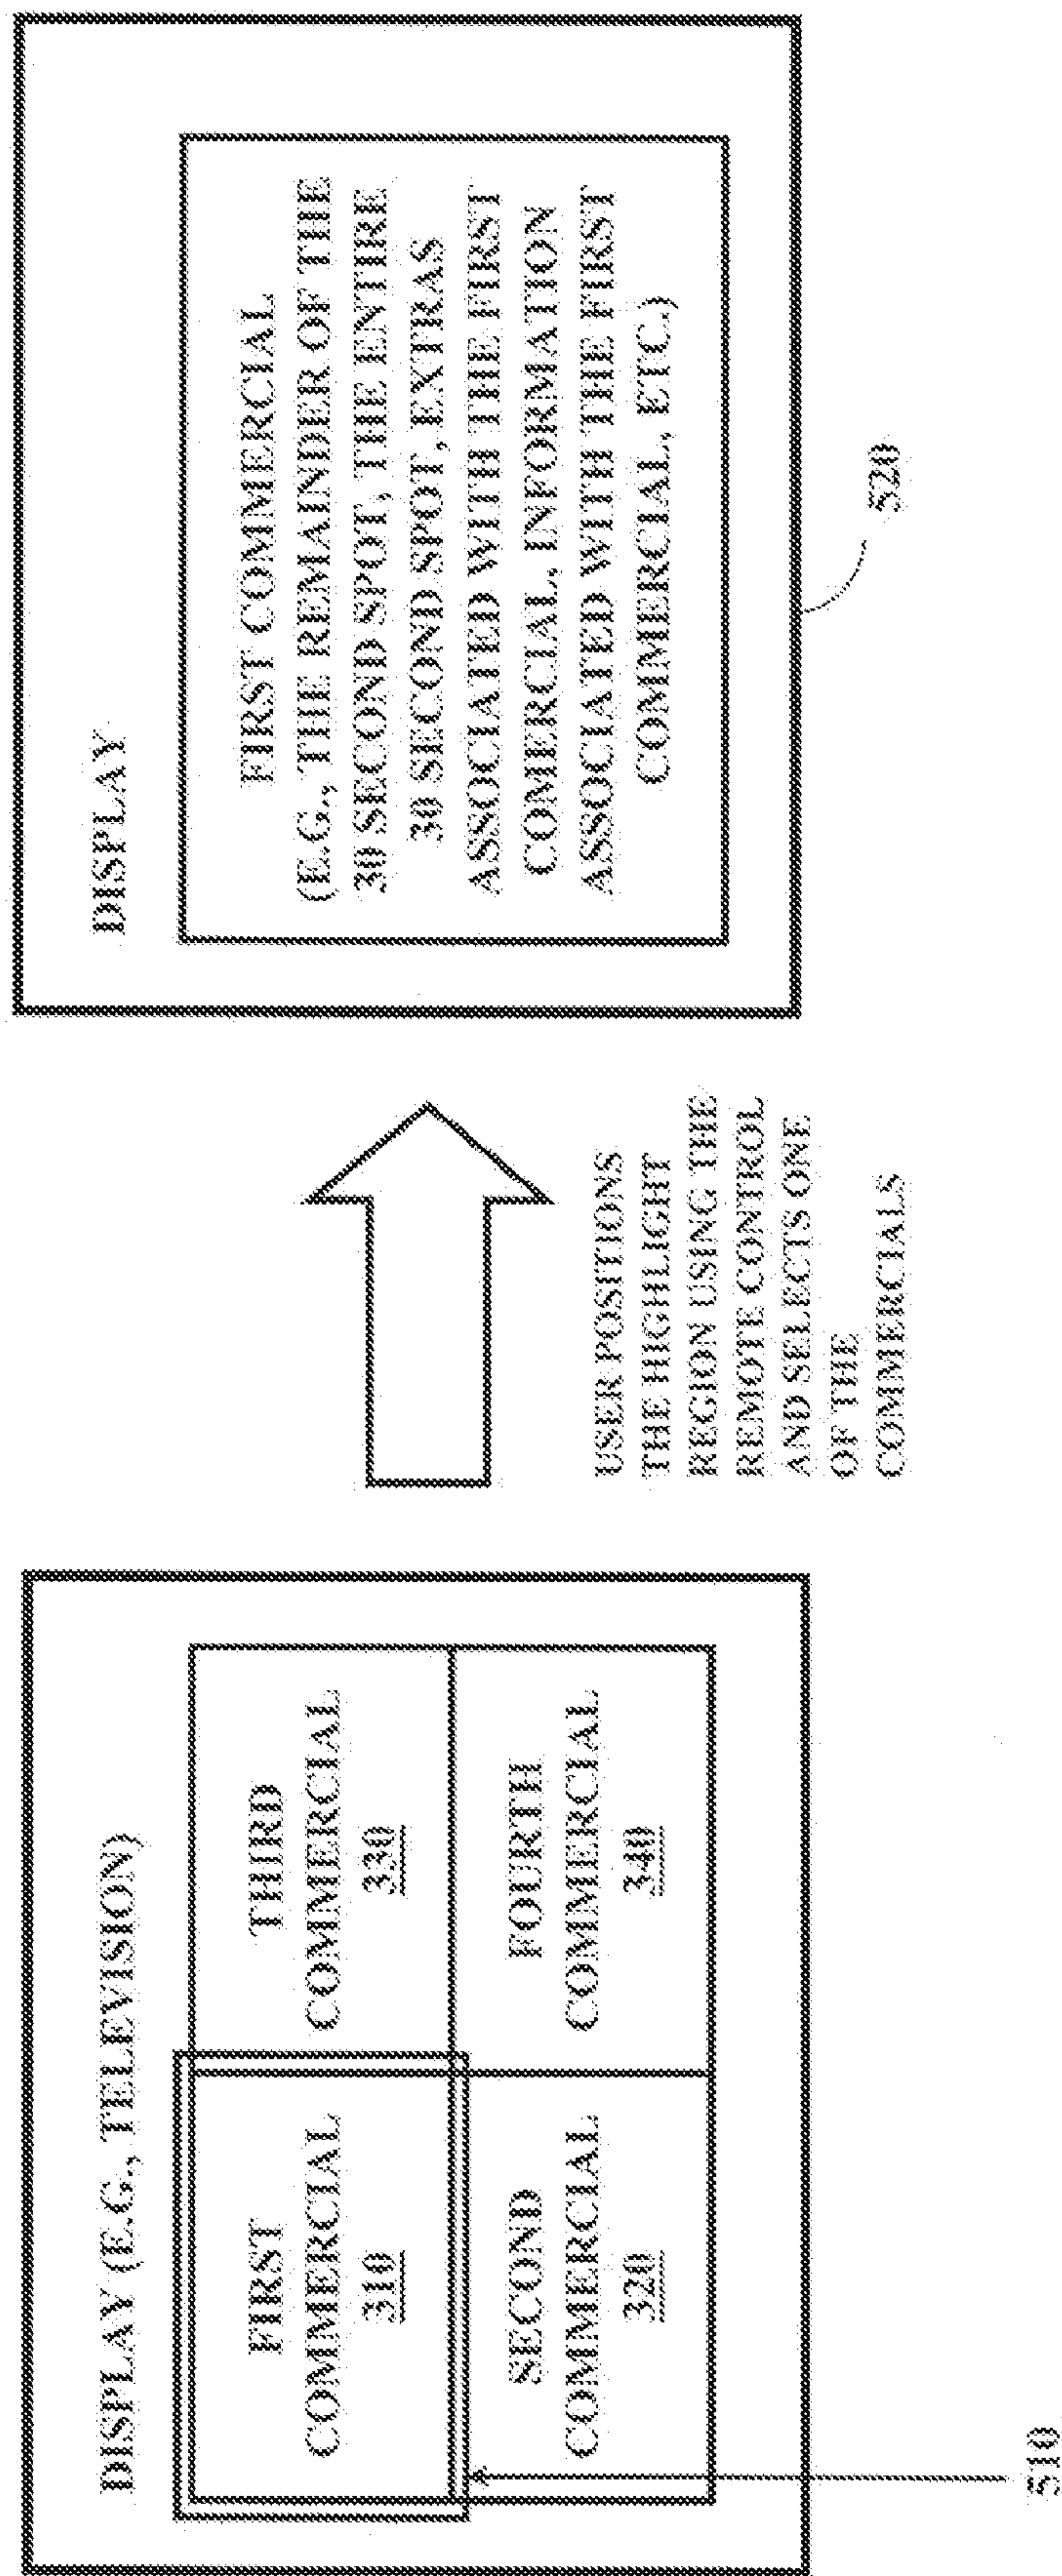 DISPLAY (E.G., TELEVISION)
FIRST
COMMERCIAL
310
THIRD
COMMERCIAL
330
SECOND
COMMERCIAL
320
FOURTH
COMMERCIAL
340
510
USER POSITIONS
THE HIGHLIGHT
REGION USING THE
REMOTE CONTROL
AND SELECTS ONE
OF THE
COMMERCIALS
DISPLAY
FIRST COMMERCIAL
(E.G., THE REMAINDER OF THE
30 SECOND SPOT, THE ENTIRE
30 SECOND SPOT, EXTRAS
ASSOCIATED WITH THE FIRST
COMERCIAL, INFORMATION
ASSOCIATED WITH THE FIRST
COMMERCIAL, ETC.)
520